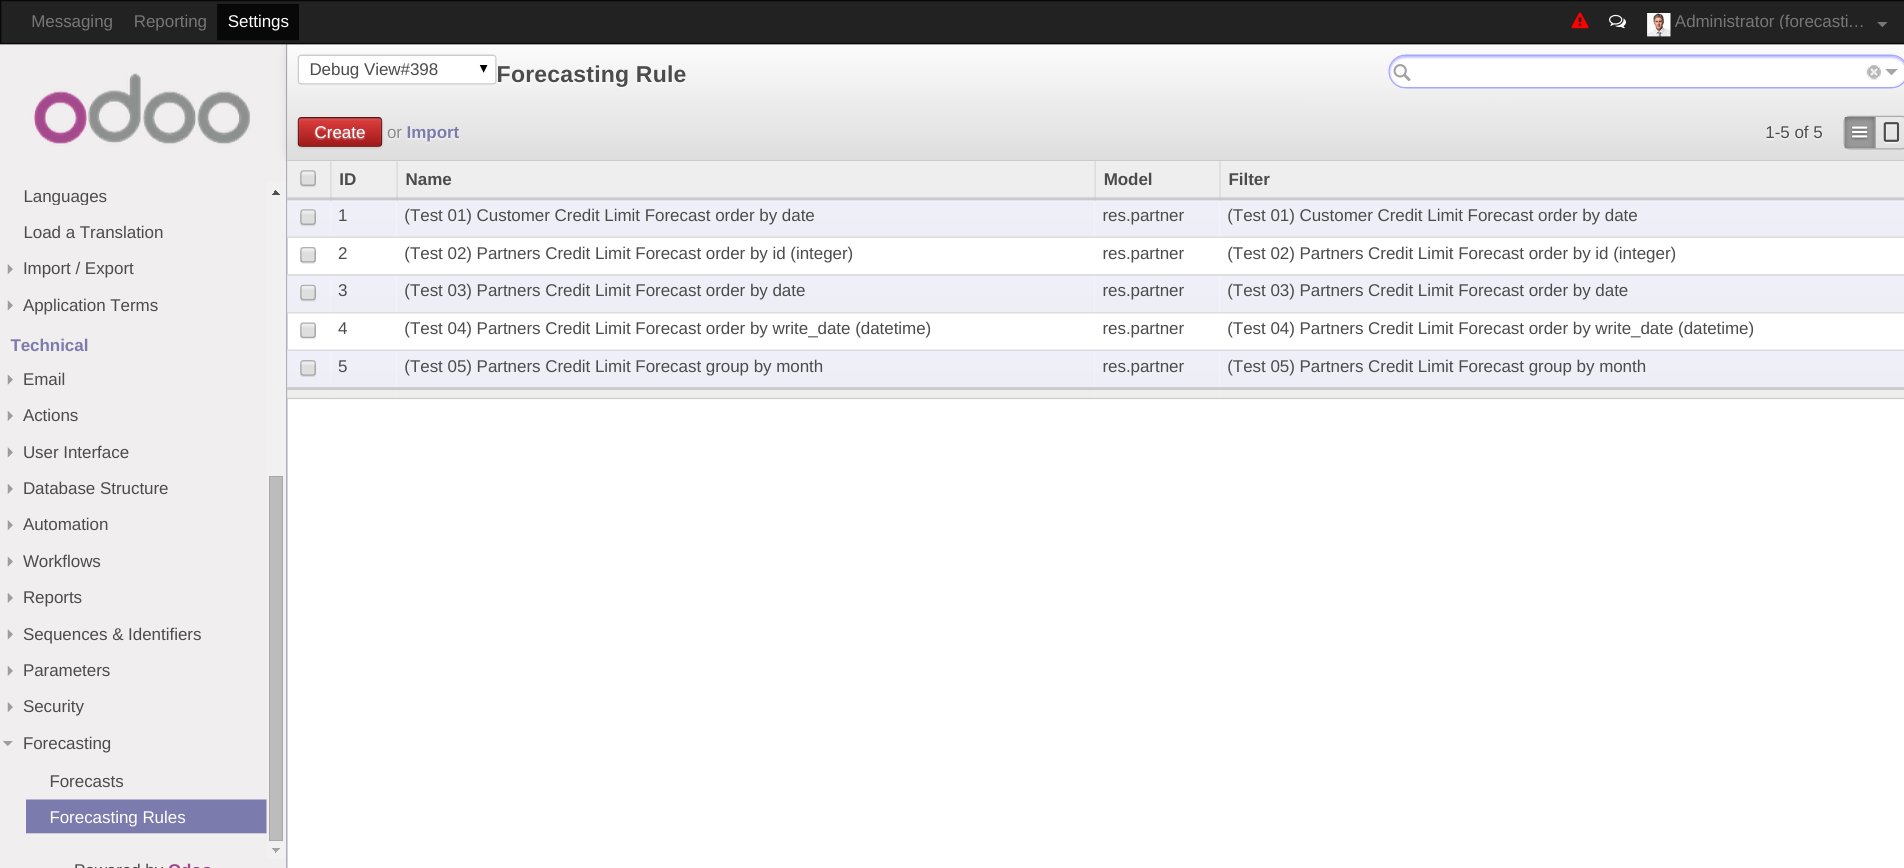 Messaging Reporting Settings Administrator (forecasti...
odoo
Languages
Load a Translation
Import / Export
Application Terms
Technical
Email
Actions
User Interface
Database Structure
Automation
Workflows
Reports
Sequences & Identifiers
Parameters
Security
Forecasting
Forecasts
Forecasting Rules
Powered by Odoo
Debug View#398 Forecasting Rule
Create or Import 1-5 of 5
ID Name Model Filter
1 (Test 01) Customer Credit Limit Forecast order by date res.partner (Test 01) Customer Credit Limit Forecast order by date
2 (Test 02) Partners Credit Limit Forecast order by id (integer) res.partner (Test 02) Partners Credit Limit Forecast order by id (integer)
3 (Test 03) Partners Credit Limit Forecast order by date res.partner (Test 03) Partners Credit Limit Forecast order by date
4 (Test 04) Partners Credit Limit Forecast order by write_date (datetime) res.partner (Test 04) Partners Credit Limit Forecast order by write_date (datetime)
5 (Test 05) Partners Credit Limit Forecast group by month res.partner (Test 05) Partners Credit Limit Forecast group by month